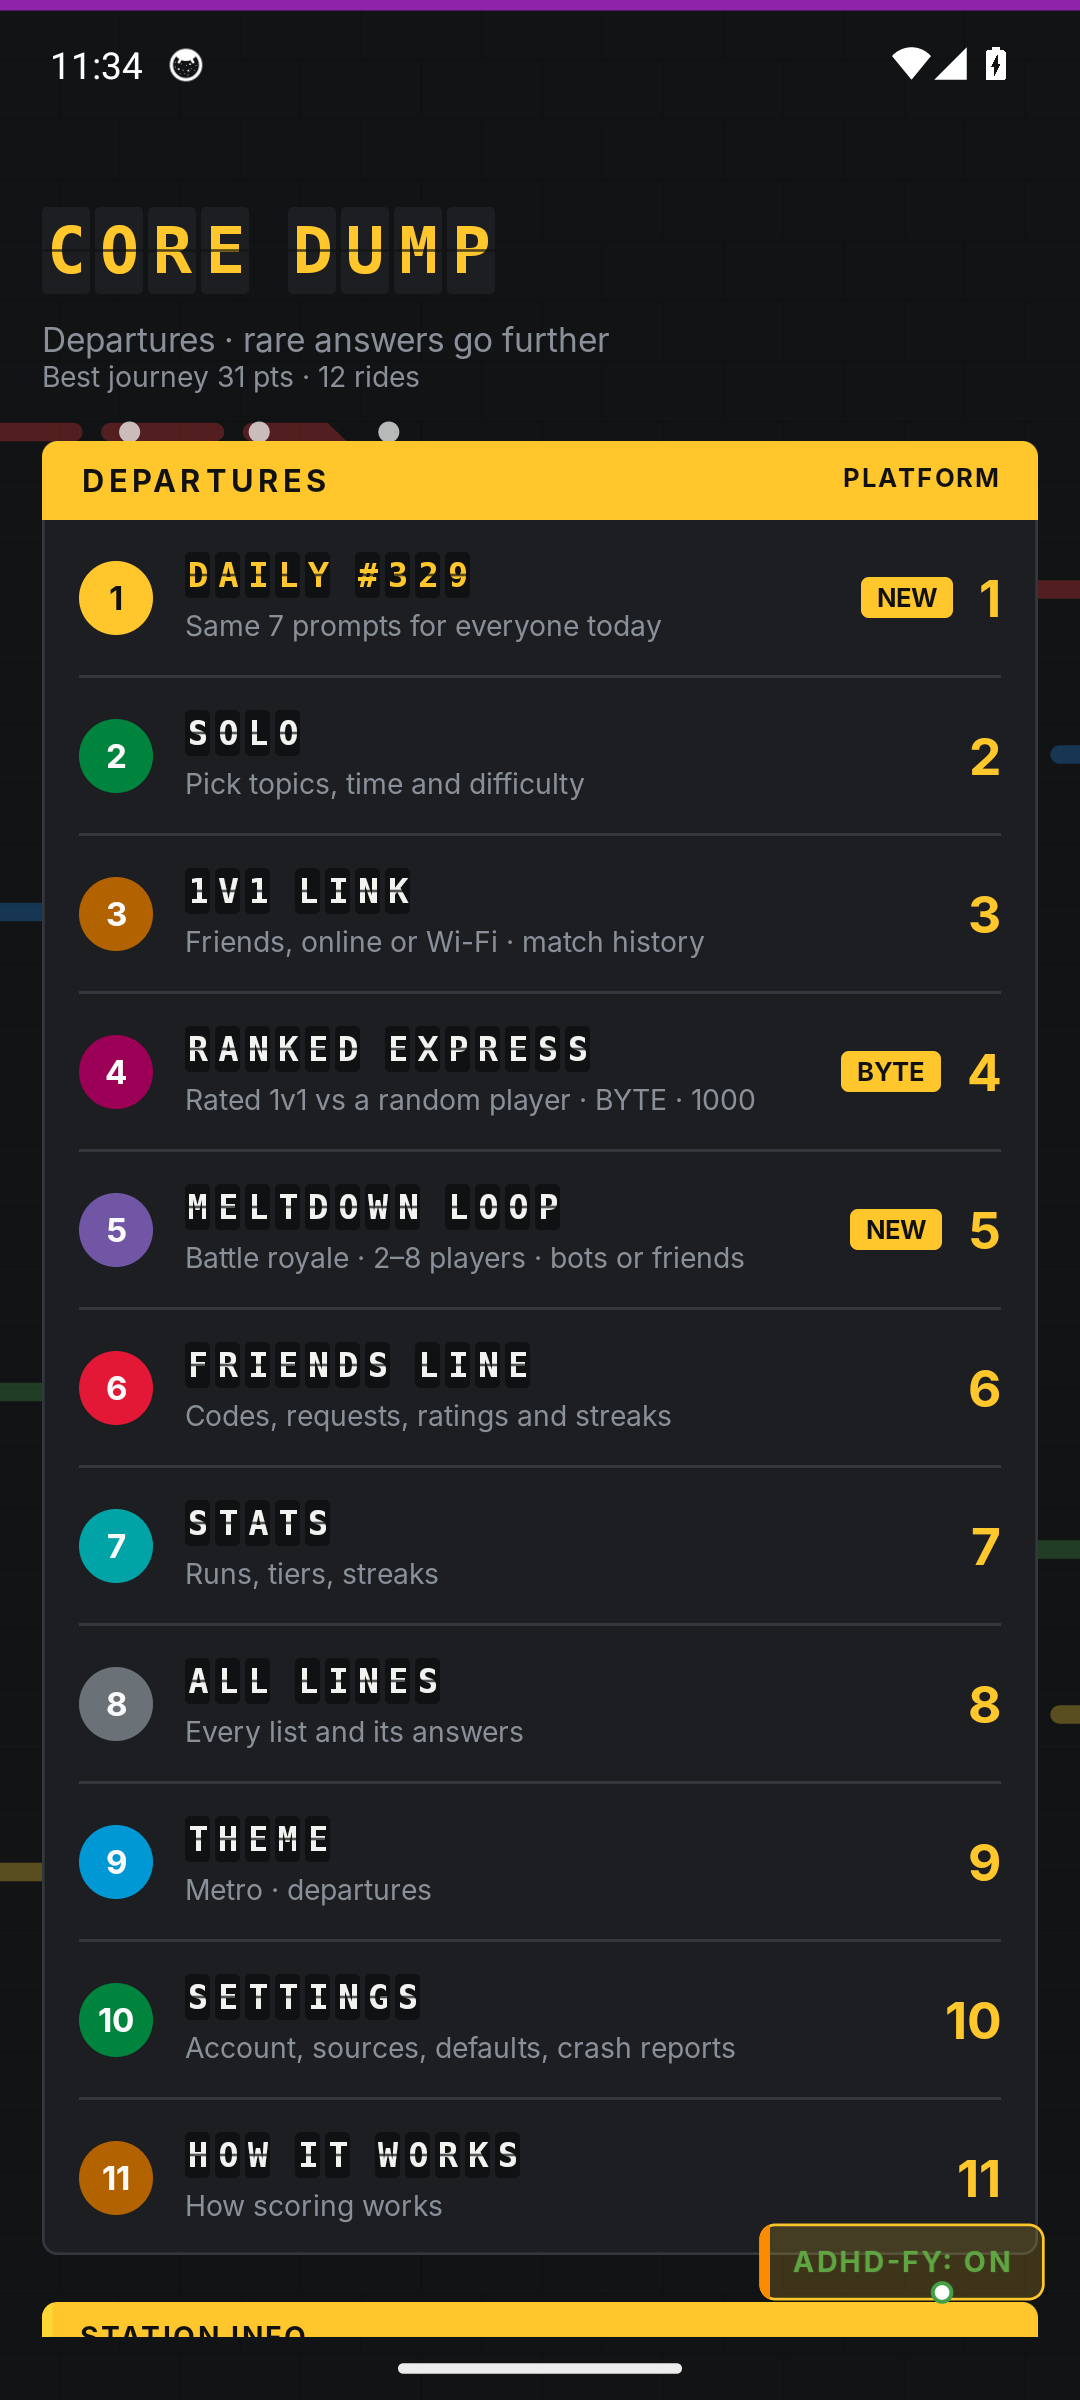 11:34
CORE DUMP
Departures · rare answers go further
Best journey 31 pts · 12 rides
DEPARTURES PLATFORM
1 DAILY #329 NEW 1
Same 7 prompts for everyone today
2 SOLO 2
Pick topics, time and difficulty
3 1V1 LINK 3
Friends, online or Wi-Fi · match history
4 RANKED EXPRESS BYTE 4
Rated 1v1 vs a random player · BYTE · 1000
5 MELTDOWN LOOP NEW 5
Battle royale · 2–8 players · bots or friends
6 FRIENDS LINE 6
Codes, requests, ratings and streaks
7 STATS 7
Runs, tiers, streaks
8 ALL LINES 8
Every list and its answers
9 THEME 9
Metro · departures
10 SETTINGS 10
Account, sources, defaults, crash reports
11 HOW IT WORKS 11
How scoring works
ADHD-FY: ON
STATION INFO